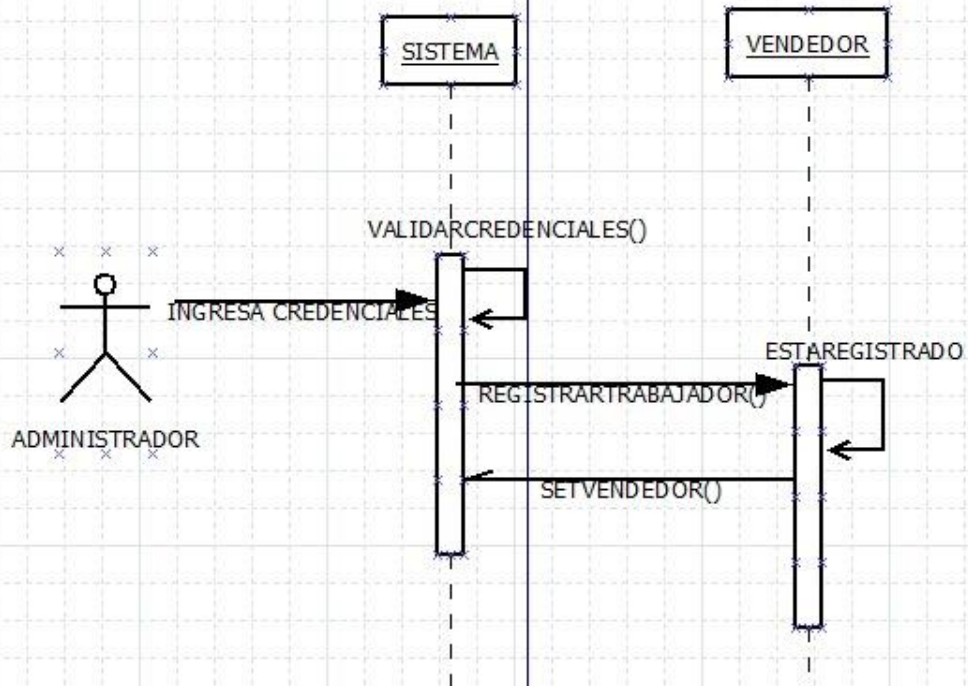 SISTEMA
VENDEDOR
VALIDARCREDENCIALES()
INGRESA CREDENCIALES
ESTAREGISTRADO
REGISTRARTRABAJADOR()
ADMINISTRADOR
SETVENDEDOR()